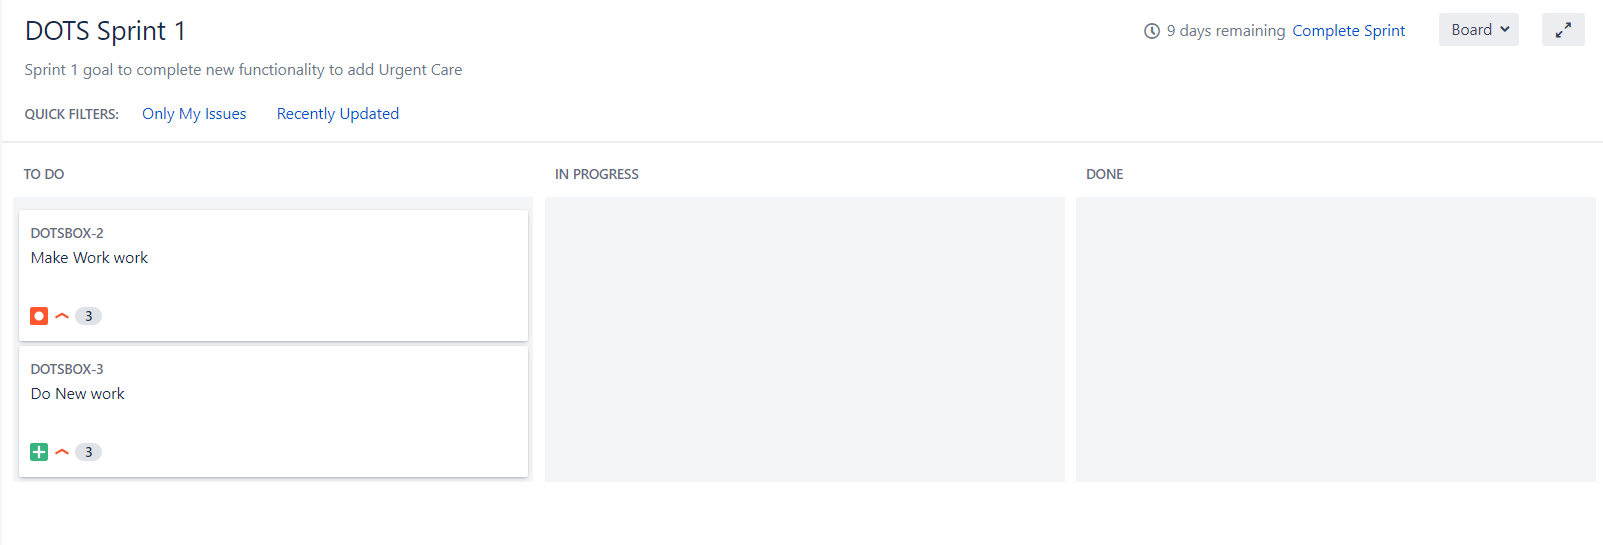 DOTS Sprint 1
9 days remaining Complete Sprint Board
Sprint 1 goal to complete new functionality to add Urgent Care
QUICK FILTERS: Only My Issues Recently Updated
TO DO IN PROGRESS DONE
DOTSBOX-2
Make Work work
3
DOTSBOX-3
Do New work
3